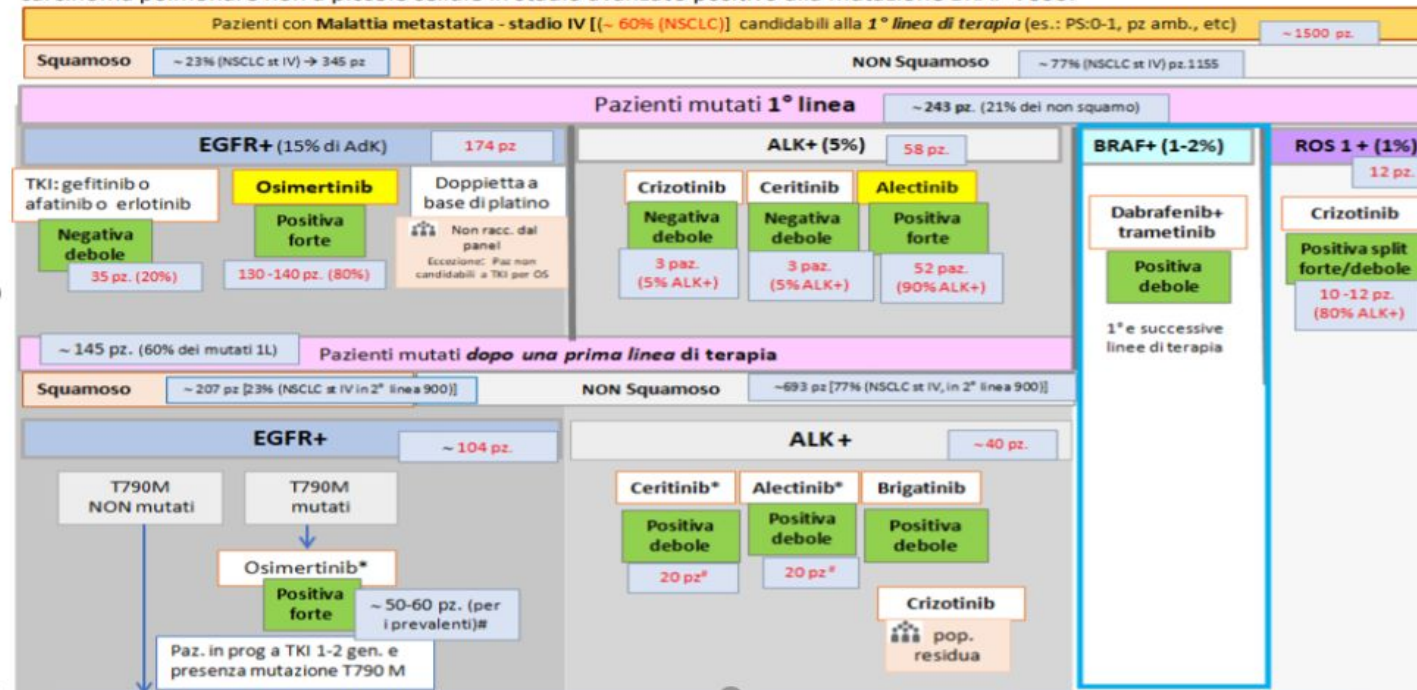 Pazienti con Malattia metastatica - stadio IV [(~ 60% (NSCLC)] candidabili alla 1° linea di terapia (es.: PS:0-1, pz amb., etc)
~1500 pz.
Squamoso
~ 23% (NSCLC st IV) → 345 pz
NON Squamoso
~ 77% (NSCLC st IV) pz.1155
Pazienti mutati 1° linea
~243 pz. (21% dei non squamo)
EGFR+ (15% di AdK)
174 pz
ALK+ (5%)
58 pz.
BRAF+ (1-2%)
ROS 1 + (1%)
12 pz.
TKI: gefitinib o
afatinib o erlotinib
Negativa
debole
35 pz. (20%)
Osimertinib
Positiva
forte
130 -140 pz. (80%)
Doppietta a
base di platino
Non racc. dal
panel
Eccezione: Paz non
candidabili a TKI per OS
Crizotinib
Negativa
debole
3 paz.
(5% ALK+)
Ceritinib
Negativa
debole
3 paz.
(5% ALK+)
Alectinib
Positiva
forte
52 paz.
(90% ALK+)
Dabrafenib+
trametinib
Positiva
debole
1° e successive
linee di terapia
Crizotinib
Positiva split
forte/debole
10 -12 pz.
(80% ALK+)
~ 145 pz. (60% dei mutati 1L)
Pazienti mutati dopo una prima linea di terapia
Squamoso
~ 207 pz [23% (NSCLC st IV in 2° linea 900)]
NON Squamoso
~693 pz [77% (NSCLC st IV, in 2° linea 900)]
EGFR+
~ 104 pz.
ALK +
~40 pz.
T790M
NON mutati
T790M
mutati
Osimertinib*
Positiva
forte
~ 50-60 pz. (per
i prevalenti)#
Paz. in prog a TKI 1-2 gen. e
presenza mutazione T790 M
Ceritinib*
Positiva
debole
20 pz#
Alectinib*
Positiva
debole
20 pz#
Brigatinib
Positiva
debole
Crizotinib
pop.
residua